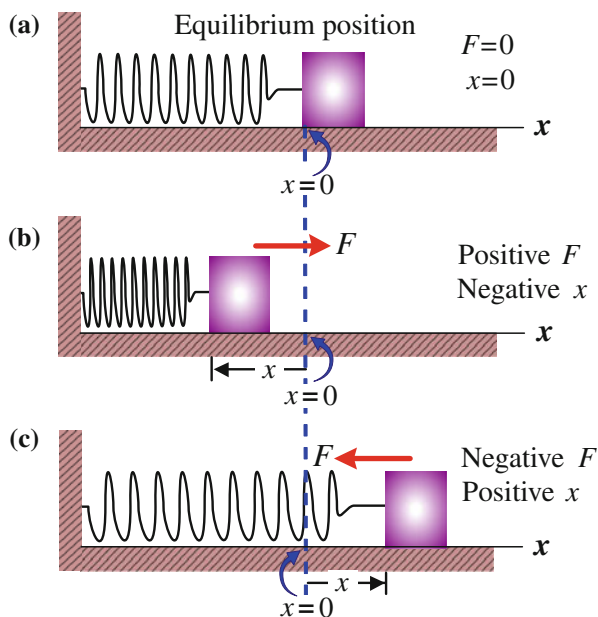 (a) Equilibrium position
F=0
x=0
x
x=0
(b)
F
Positive F
Negative x
x
x
x=0
(c)
F
Negative F
Positive x
x
x
x=0